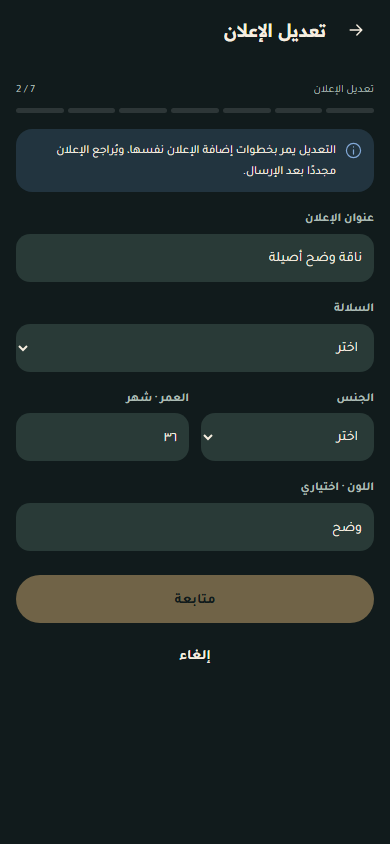 تعديل الإعلان
تعديل الإعلان
2 / 7
التعديل يمر بخطوات إضافة الإعلان نفسها، ويُراجع الإعلان
مجددًا بعد الإرسال.
عنوان الإعلان
ناقة وضح أصيلة
السلالة
اختر
الجنس
العمر · شهر
اختر
٣٦
اللون · اختياري
وضح
متابعة
إلغاء